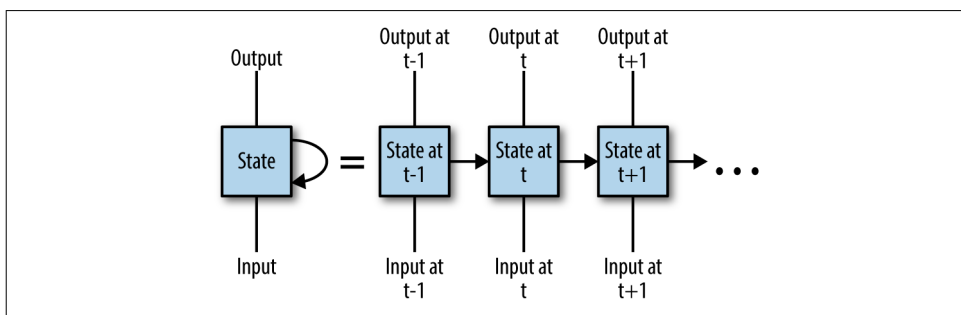 Output
State
Input
=
Output at
t-1
State at
t-1
Input at
t-1
Output at
t
State at
t
Input at
t
Output at
t+1
State at
t+1
Input at
t+1
...